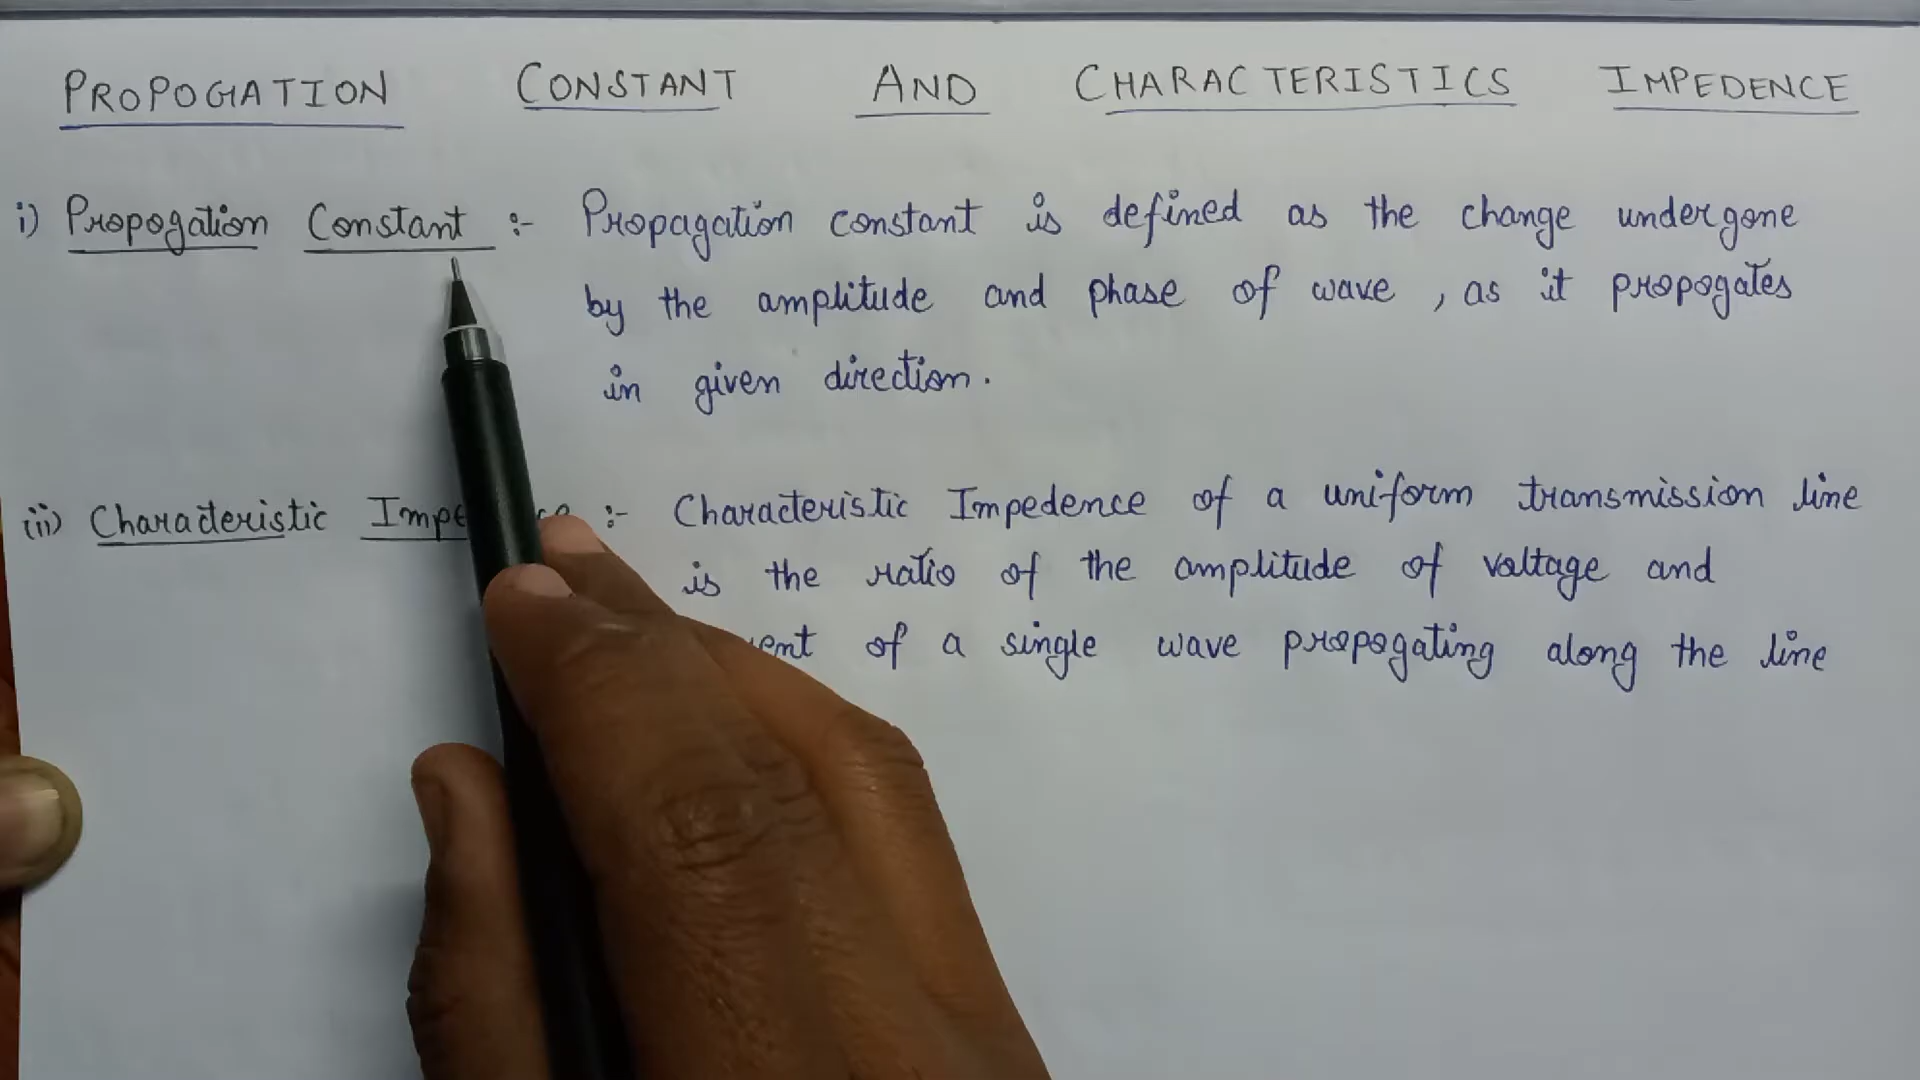 PROPOGATION CONSTANT AND CHARACTERISTICS IMPEDENCE
i) Propogation Constant :- Propagation constant is defined as the change undergone
by the amplitude and phase of wave, as it propogates
in given direction.
(ii) Characteristic :- Characteristic Impedence of a uniform transmission line
is the ratio of the amplitude of voltage and
of a single wave propogating along the line